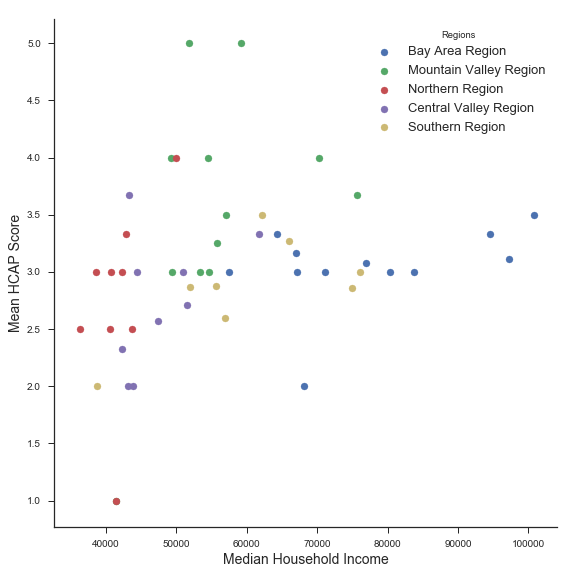 Regions
Bay Area Region
Mountain Valley Region
Northern Region
Central Valley Region
Southern Region
Mean HCAP Score
5.0
4.5
4.0
3.5
3.0
2.5
2.0
1.5
1.0
40000 50000 60000 70000 80000 90000 100000
Median Household Income